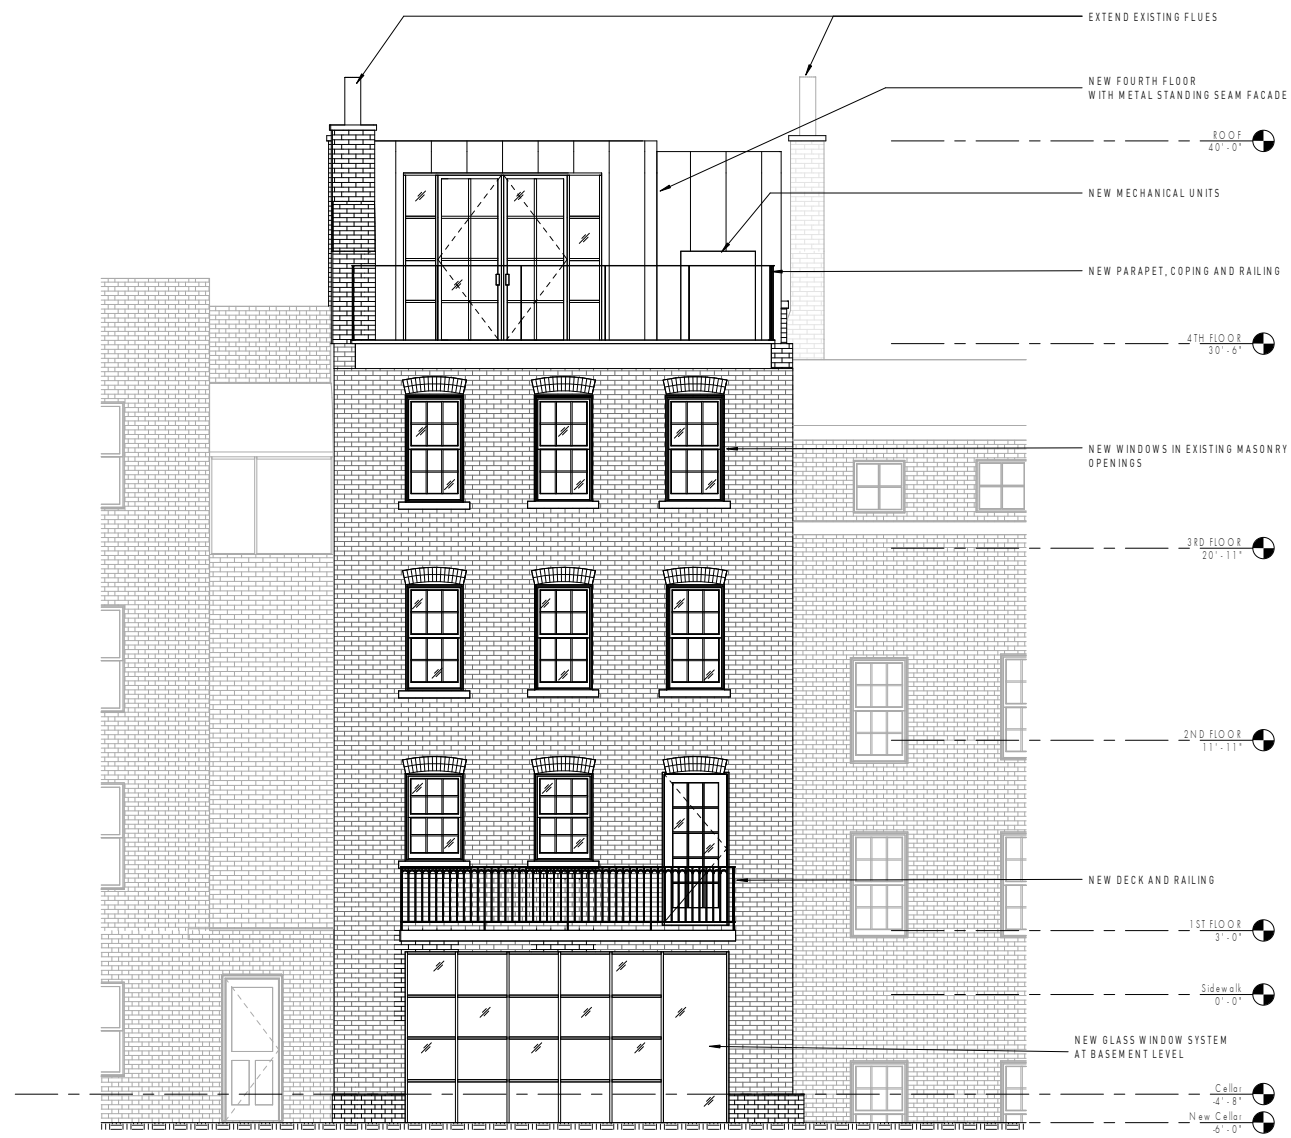 EXTEND EXISTING FLUES
NEW FOURTH FLOOR
WITH METAL STANDING SEAM FACADE
ROOF
40'-0"
NEW MECHANICAL UNITS
NEW PARAPET, COPING AND RAILING
4TH FLOOR
30'-6"
NEW WINDOWS IN EXISTING MASONRY
OPENINGS
3RD FLOOR
20'-11"
2ND FLOOR
11'-11"
NEW DECK AND RAILING
1ST FLOOR
3'-0"
Sidewalk
0'-0"
NEW GLASS WINDOW SYSTEM
AT BASEMENT LEVEL
Cellar
-4'-8"
New Cellar
-6'-0"